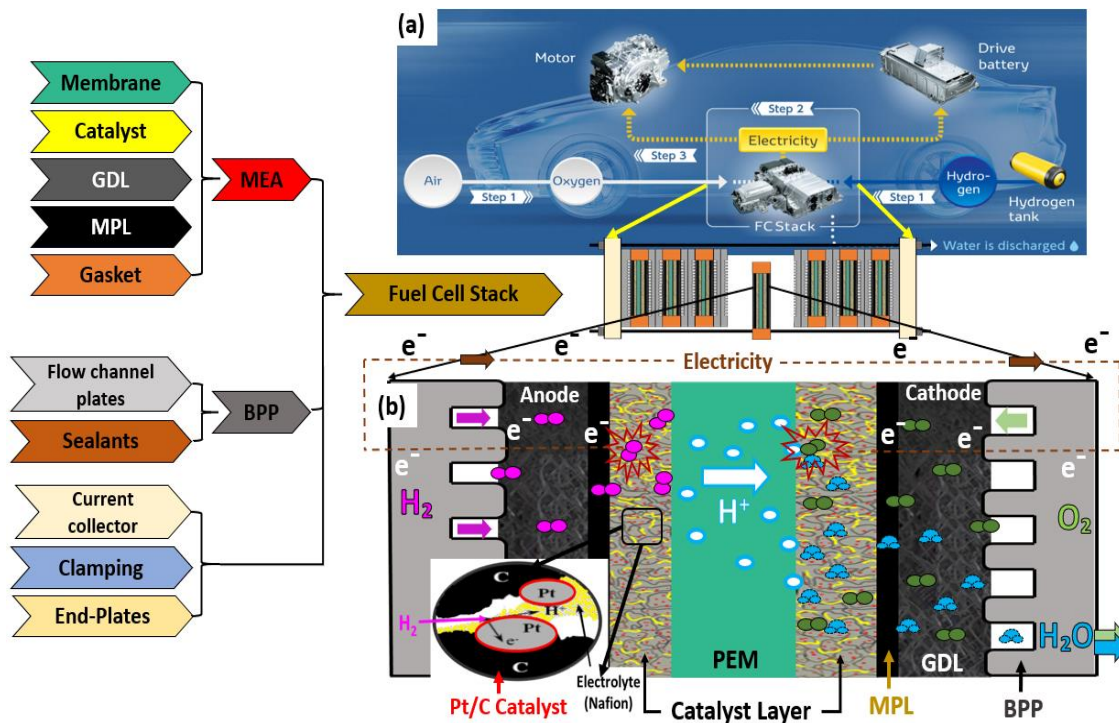 Membrane
Catalyst
GDL
MPL
Gasket
MEA
Flow channel
plates
Sealants
BPP
Current
collector
Clamping
End-Plates
Fuel Cell Stack
(a)
Motor
Drive
battery
Step 2
Electricity
Step 3
Air
Oxygen
Step 1
FC Stack
Step 1
Hydro-
gen
Hydrogen
tank
Water is discharged
e-
e-
e-
e-
Electricity
(b)
Anode
Cathode
e-
e-
e-
e-
e-
e-
H2
H+
O2
C
Pt
H+
H2
Pt
e-
C
Electrolyte
(Nafion)
Pt/C Catalyst
PEM
Catalyst Layer
MPL
GDL
H2O
BPP